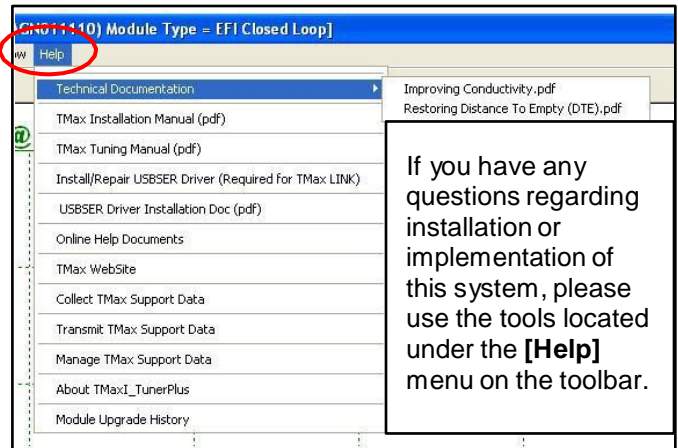 GN011110) Module Type = EFI Closed Loop]
ow Help
Technical Documentation
Improving Conductivity.pdf
Restoring Distance To Empty (DTE).pdf
TMax Installation Manual (pdf)
TMax Tuning Manual (pdf)
Install/Repair USBSER Driver (Required for TMax LINK)
USBSER Driver Installation Doc (pdf)
Online Help Documents
TMax WebSite
Collect TMax Support Data
Transmit TMax Support Data
Manage TMax Support Data
About TMaxI_TunerPlus
Module Upgrade History
@
If you have any
questions regarding
installation or
implementation of
this system, please
use the tools located
under the [Help]
menu on the toolbar.